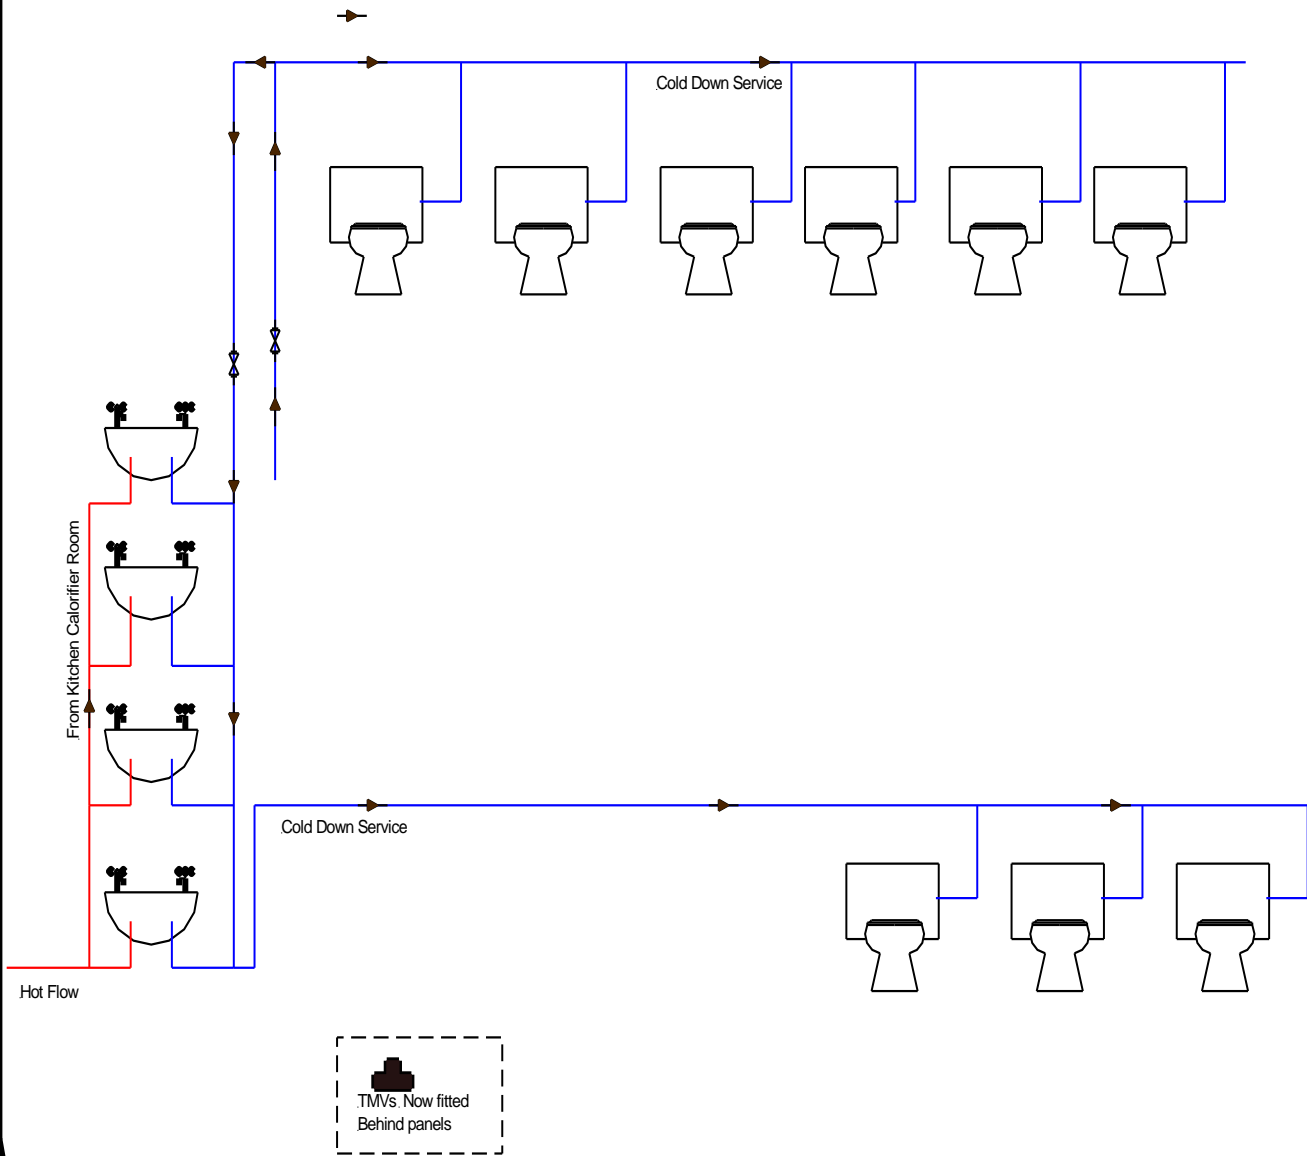 Cold Down Service
From Kitchen Calorifier Room
Cold Down Service
Hot Flow
TMVs. Now fitted
Behind panels